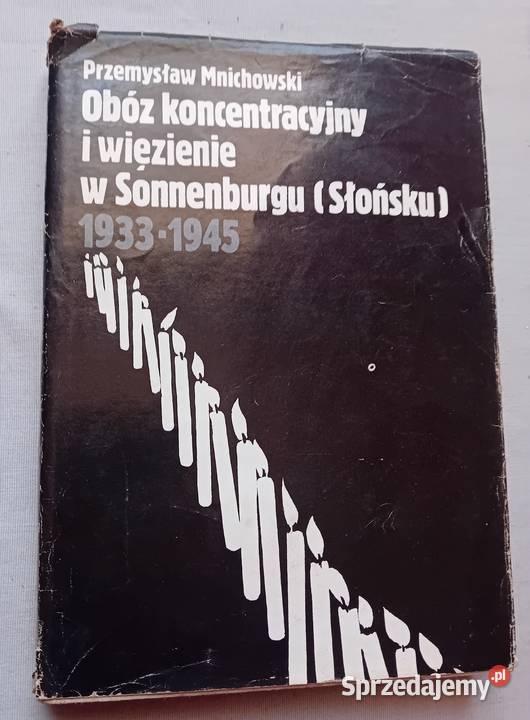 Przemysław Mnichowski
Obóz koncentracyjny
i więzienie
w Sonnenburgu (Słońsku)
1933-1945
Sprzedajemy.pl